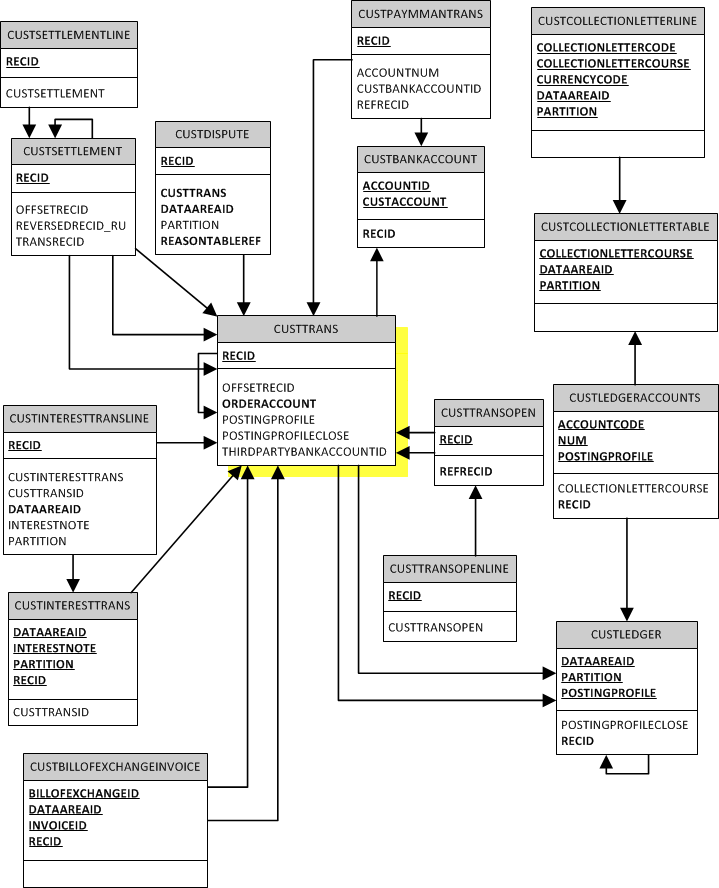 CUSTSETTLEMENTLINE
RECID
CUSTSETTLEMENT
CUSTSETTLEMENT
RECID
OFFSETRECID
REVERSEDRECID_RU
TRANSRECID
CUSTDISPUTE
RECID
CUSTTRANS
DATAAREAID
PARTITION
REASONTABLEREF
CUSTPAYMMANTRANS
RECID
ACCOUNTNUM
CUSTBANKACCOUNTID
REFRECID
CUSTBANKACCOUNT
ACCOUNTID
CUSTACCOUNT
RECID
CUSTCOLLECTIONLETTERLINE
COLLECTIONLETTERCODE
COLLECTIONLETTERCOURSE
CURRENCYCODE
DATAAREAID
PARTITION
CUSTCOLLECTIONLETTERTABLE
COLLECTIONLETTERCOURSE
DATAAREAID
PARTITION
CUSTTRANS
RECID
OFFSETRECID
ORDERACCOUNT
POSTINGPROFILE
POSTINGPROFILECLOSE
THIRDPARTYBANKACCOUNTID
CUSTINTERESTTRANSLINE
RECID
CUSTINTERESTTRANS
CUSTTRANSID
DATAAREAID
INTERESTNOTE
PARTITION
CUSTTRANSOPEN
RECID
REFRECID
CUSTLEDGERACCOUNTS
ACCOUNTCODE
NUM
POSTINGPROFILE
COLLECTIONLETTERCOURSE
RECID
CUSTINTERESTTRANS
DATAAREAID
INTERESTNOTE
PARTITION
RECID
CUSTTRANSID
CUSTTRANSOPENLINE
RECID
CUSTTRANSOPEN
CUSTLEDGER
DATAAREAID
PARTITION
POSTINGPROFILE
POSTINGPROFILECLOSE
RECID
CUSTBILLOFEXCHANGEINVOICE
BILLOFEXCHANGEID
DATAAREAID
INVOICEID
RECID